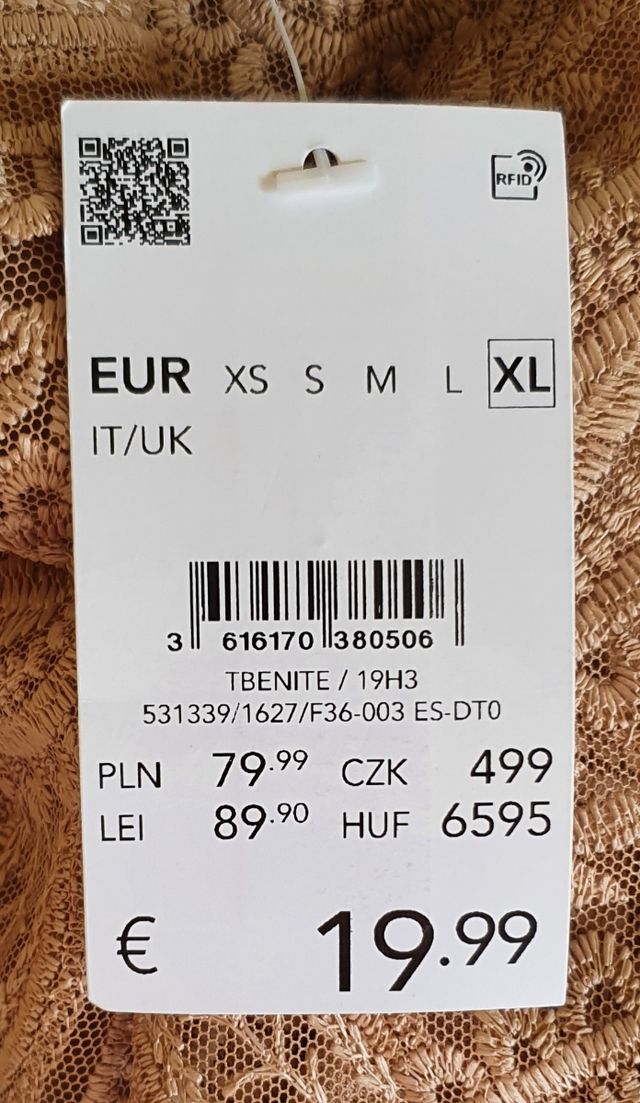 RFID
EUR XS S M L XL
IT/UK
3 616170 380506
TBENITE / 19H3
531339/1627/F36-003 ES-DT0
PLN 79.99 CZK 499
LEI 89.90 HUF 6595
€ 19.99